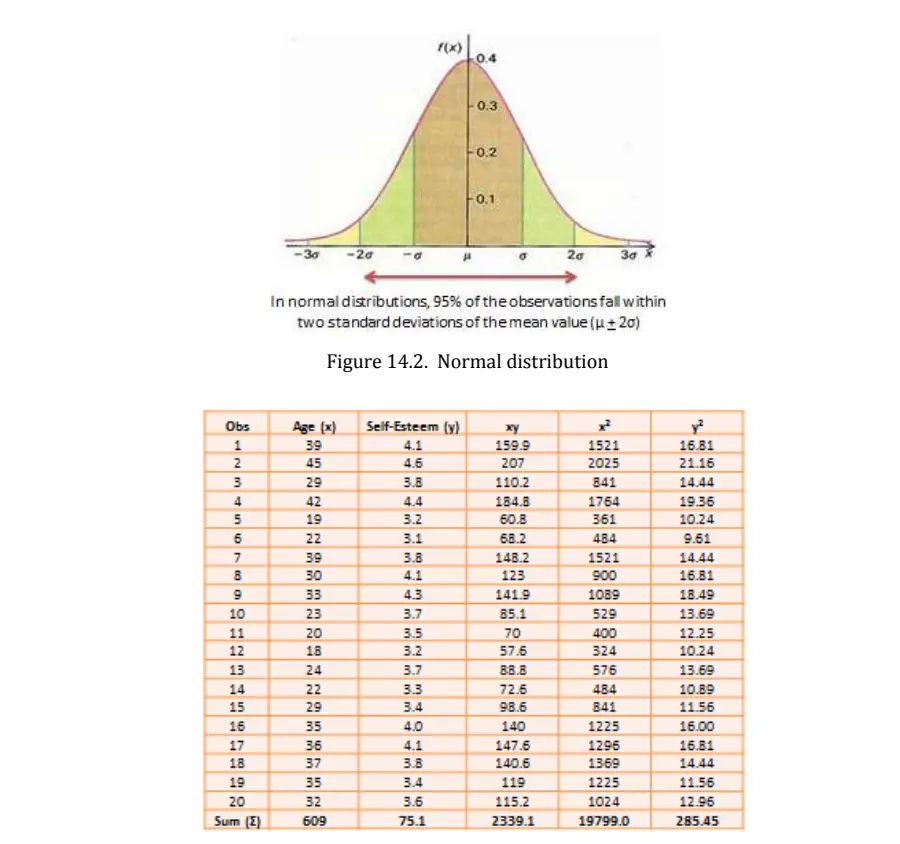 f(x)
0.4
0.3
0.2
0.1
−3σ −2σ −σ μ σ 2σ 3σ x
In normal distributions, 95% of the observations fall within
two standard deviations of the mean value (μ ± 2σ)
Figure 14.2. Normal distribution
Obs Age (x) Self-Esteem (y) xy x² y²
1 39 4.1 159.9 1521 16.81
2 45 4.6 207 2025 21.16
3 29 3.8 110.2 841 14.44
4 42 4.4 184.8 1764 19.36
5 19 3.2 60.8 361 10.24
6 22 3.1 68.2 484 9.61
7 39 3.8 148.2 1521 14.44
8 30 4.1 123 900 16.81
9 33 4.3 141.9 1089 18.49
10 23 3.7 85.1 529 13.69
11 20 3.5 70 400 12.25
12 18 3.2 57.6 324 10.24
13 24 3.7 88.8 576 13.69
14 22 3.3 72.6 484 10.89
15 29 3.4 98.6 841 11.56
16 35 4.0 140 1225 16.00
17 36 4.1 147.6 1296 16.81
18 37 3.8 140.6 1369 14.44
19 35 3.4 119 1225 11.56
20 32 3.6 115.2 1024 12.96
Sum (Σ) 609 75.1 2339.1 19799.0 285.45